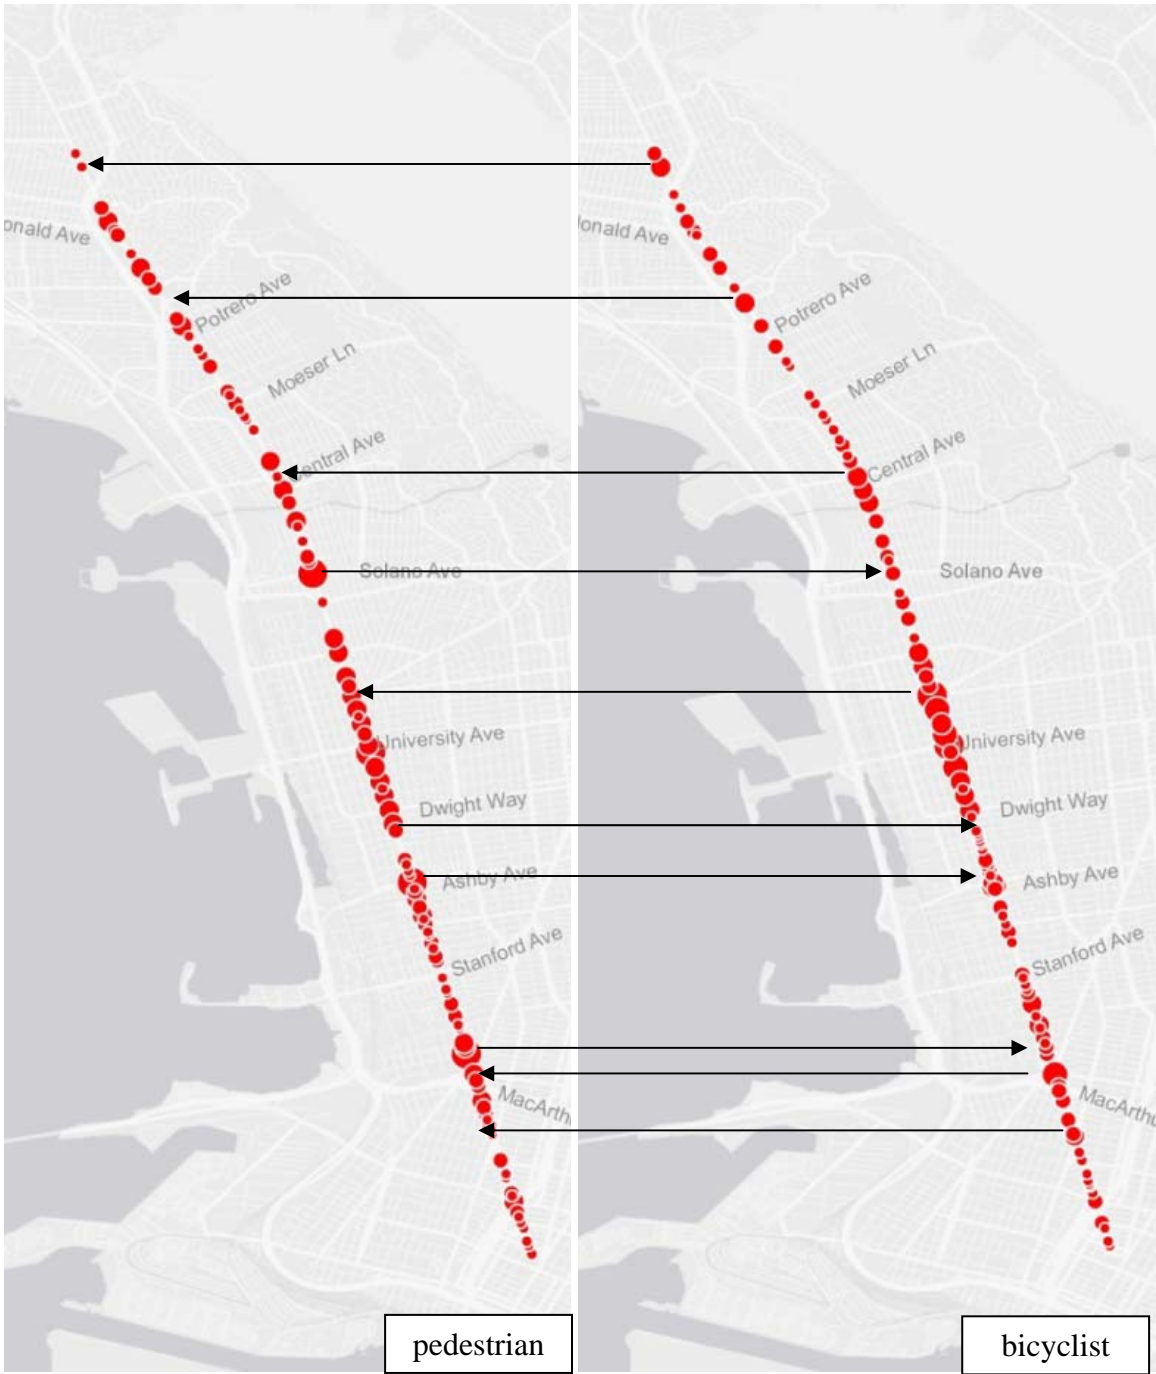 onald Ave
Potrero Ave
Moeser Ln
Central Ave
Solano Ave
University Ave
Dwight Way
Ashby Ave
Stanford Ave
MacArth
pedestrian
onald Ave
Potrero Ave
Moeser Ln
Central Ave
Solano Ave
University Ave
Dwight Way
Ashby Ave
Stanford Ave
MacArthu
bicyclist